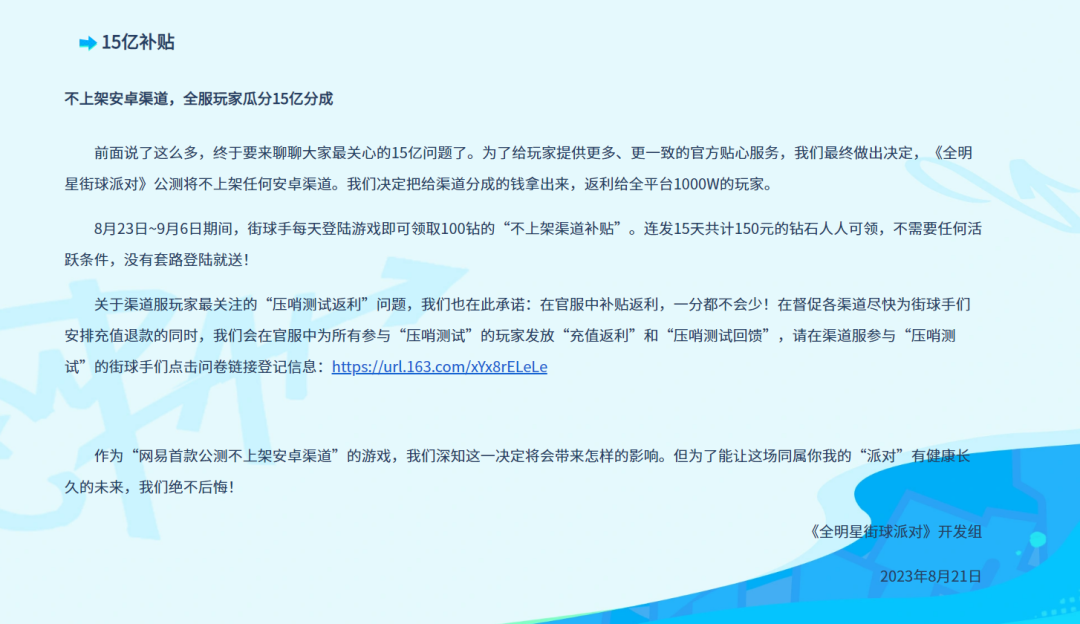 15亿补贴
不上架安卓渠道，全服玩家瓜分15亿分成
前面说了这么多，终于要来聊聊大家最关心的15亿问题了。为了给玩家提供更多、更一致的官方贴心服务，我们最终做出决定，《全明
星街球派对》公测将不上架任何安卓渠道。我们决定把给渠道分成的钱拿出来，返利给全平台1000W的玩家。
8月23日~9月6日期间，街球手每天登陆游戏即可领取100钻的“不上架渠道补贴”。连发15天共计150元的钻石人人可领，不需要任何活
跃条件，没有套路登陆就送！
关于渠道服玩家最关注的“压哨测试返利”问题，我们也在此承诺：在官服中补贴返利，一分都不会少！在督促各渠道尽快为街球手们
安排充值退款的同时，我们会在官服中为所有参与“压哨测试”的玩家发放“充值返利”和“压哨测试回馈”，请在渠道服参与“压哨测
试”的街球手们点击问卷链接登记信息：https://url.163.com/xYx8rELeLe
作为“网易首款公测不上架安卓渠道”的游戏，我们深知这一决定将会带来怎样的影响。但为了能让这场同属你我的“派对”有健康长
久的未来，我们绝不后悔！
《全明星街球派对》开发组
2023年8月21日